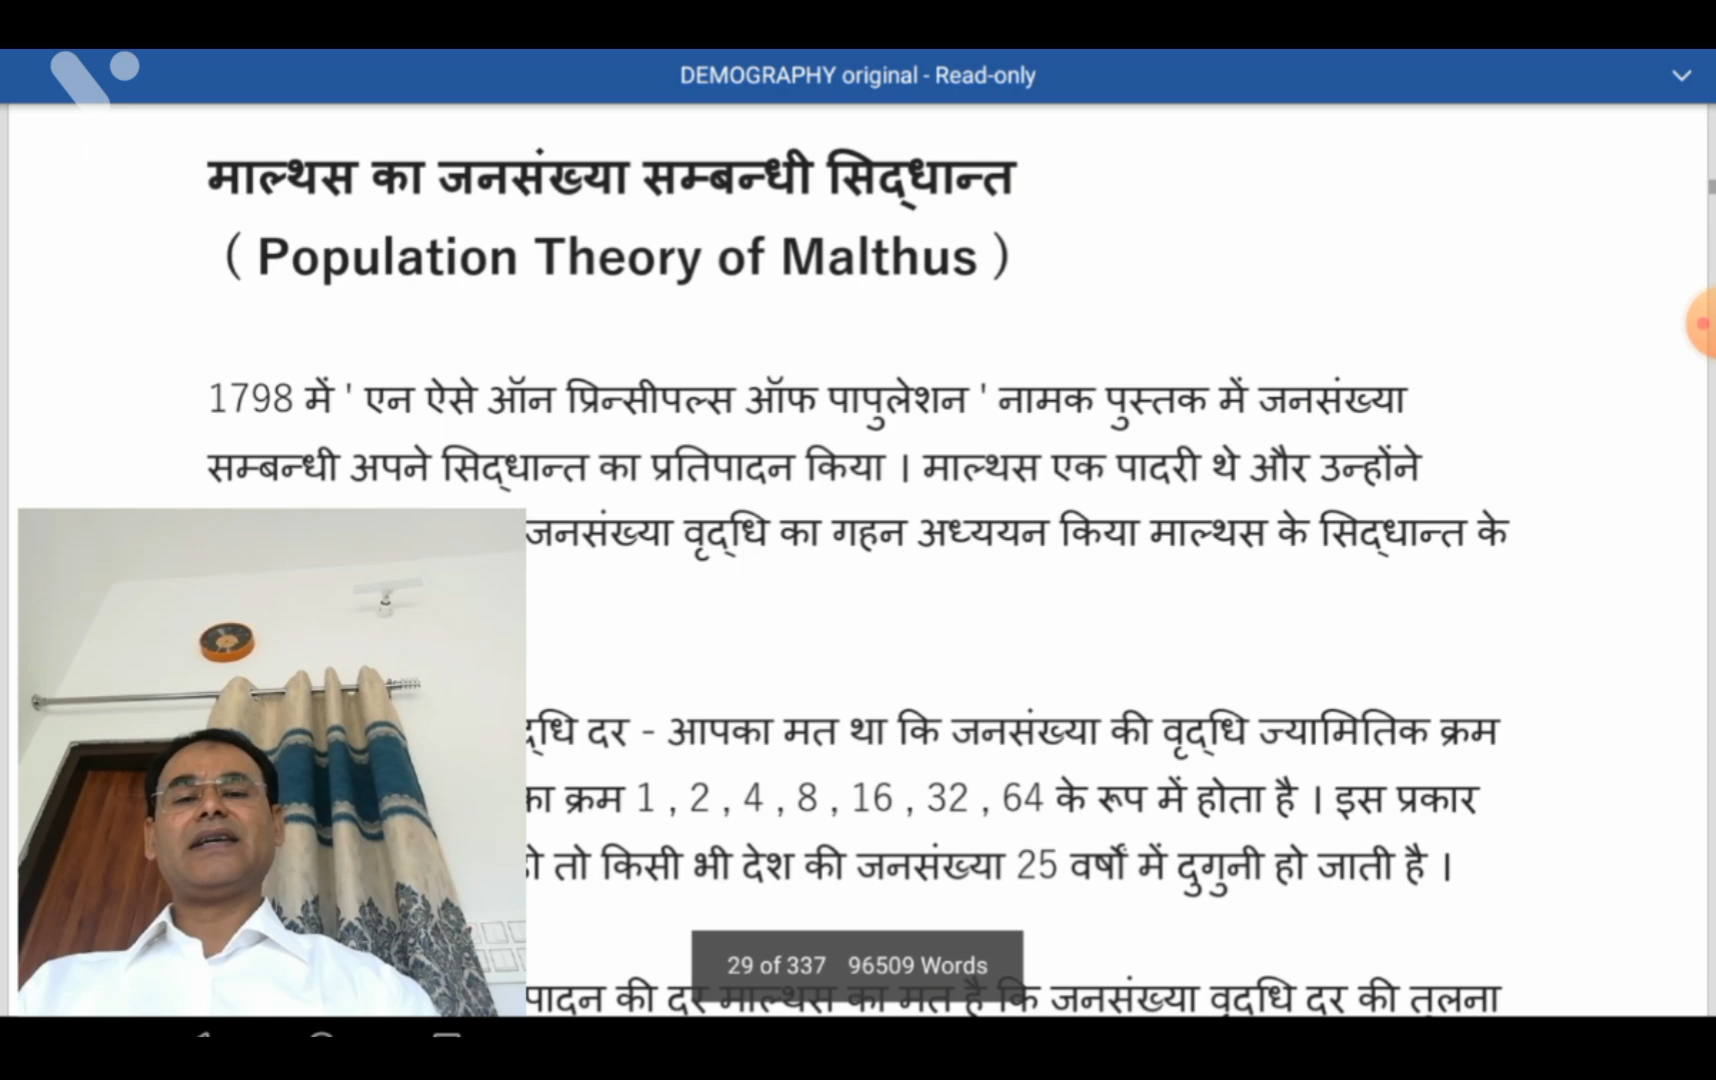 DEMOGRAPHY original - Read-only
माल्थस का जनसंख्या सम्बन्धी सिद्धान्त
( Population Theory of Malthus )
1798 में ' एन ऐसे ऑन प्रिन्सीपल्स ऑफ पापुलेशन ' नामक पुस्तक में जनसंख्या
सम्बन्धी अपने सिद्धान्त का प्रतिपादन किया । माल्थस एक पादरी थे और उन्होंने
जनसंख्या वृद्धि का गहन अध्ययन किया माल्थस के सिद्धान्त के
दर - आपका मत था कि जनसंख्या की वृद्धि ज्यामितिक क्रम
क्रम 1 , 2 , 4 , 8 , 16 , 32 , 64 के रूप में होता है । इस प्रकार
तो किसी भी देश की जनसंख्या 25 वर्षों में दुगुनी हो जाती है ।
29 of 337 96509 Words
की दर माल्थस का मत है कि जनसंख्या वृद्धि दर की तुलना